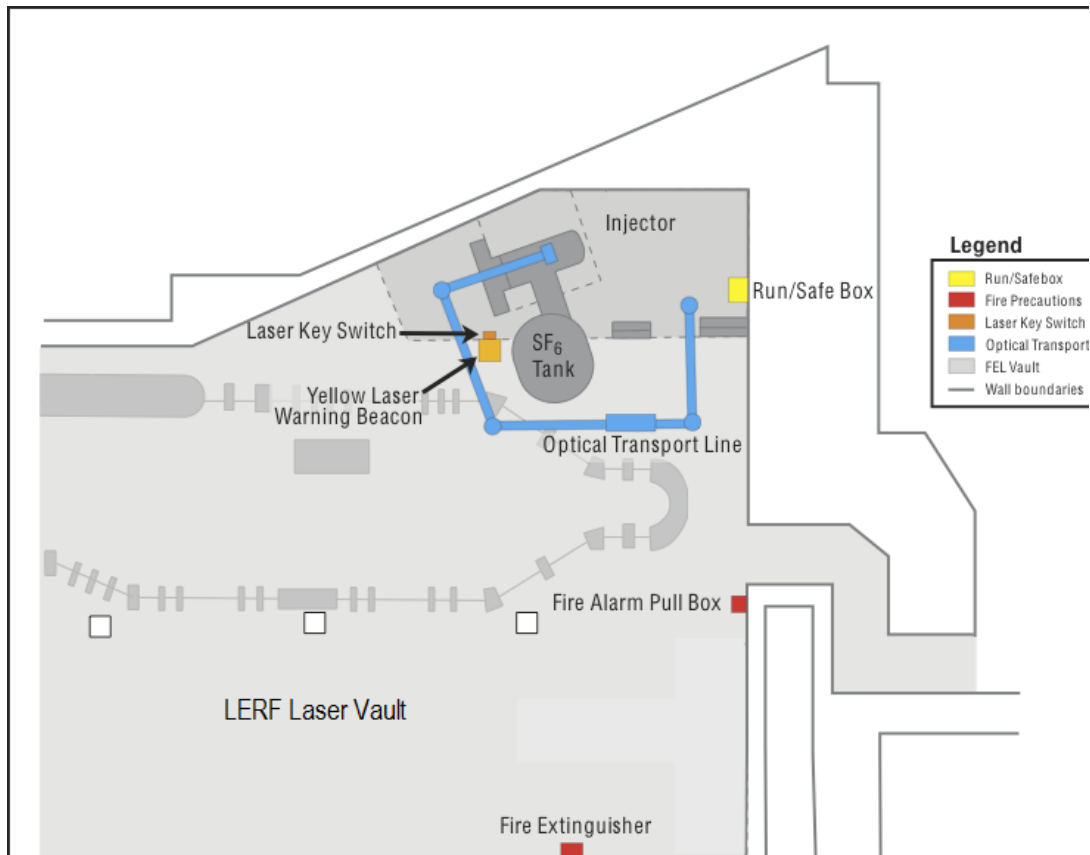 Injector
Run/Safe Box
Laser Key Switch
SF6
Tank
Yellow Laser
Warning Beacon
Optical Transport Line
Fire Alarm Pull Box
LERF Laser Vault
Fire Extinguisher
Legend
Run/Safebox
Fire Precautions
Laser Key Switch
Optical Transport
FEL Vault
Wall boundaries